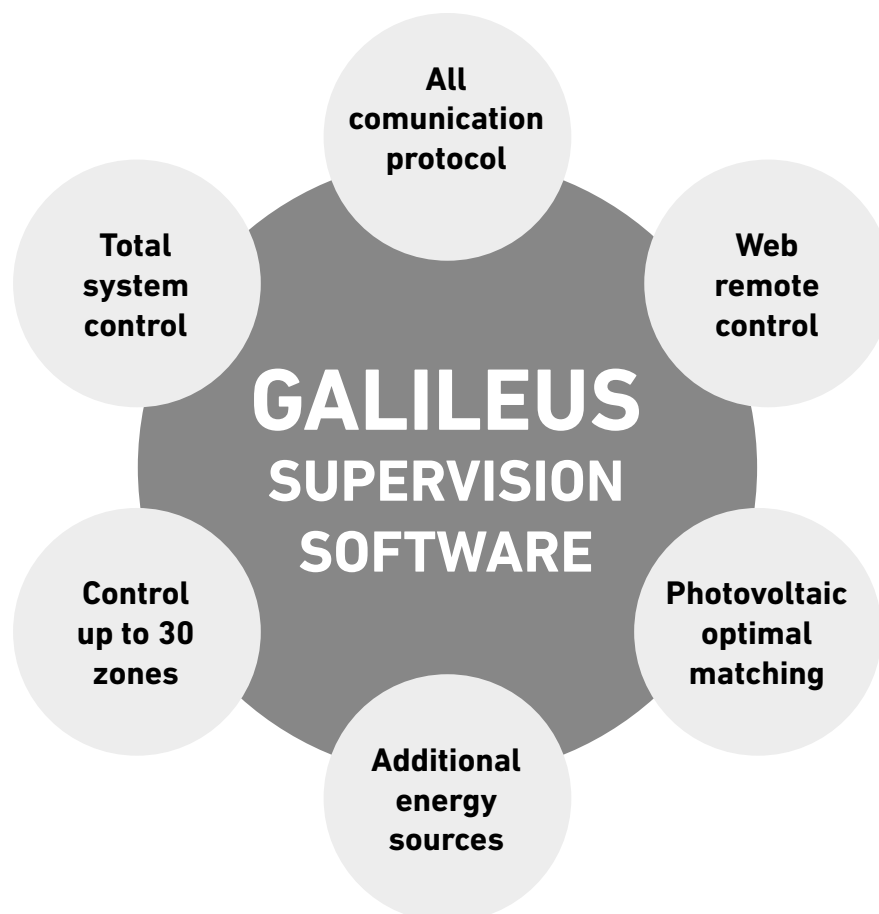 All
comunication
protocol
Total
system
control
Web
remote
control
GALILEUS
SUPERVISION
SOFTWARE
Control
up to 30
zones
Photovoltaic
optimal
matching
Additional
energy
sources